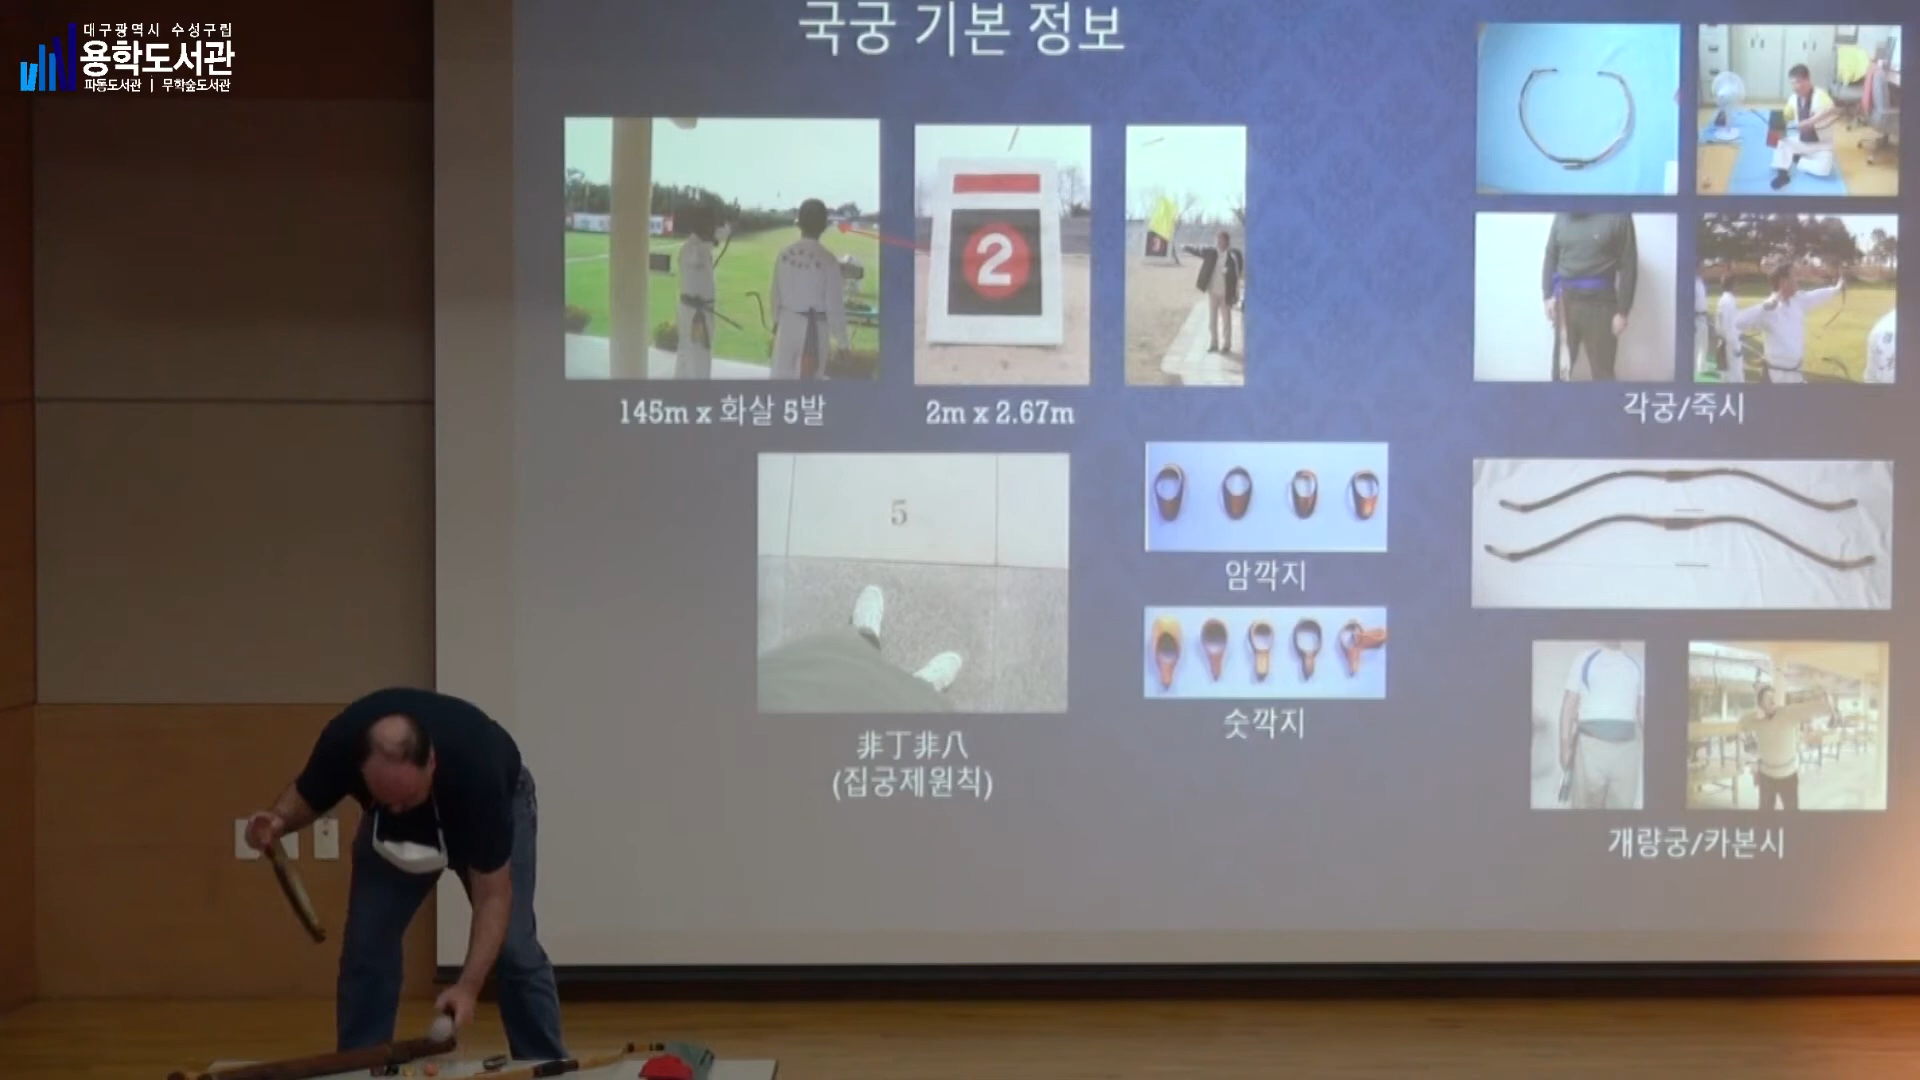 대구광역시 수성구립
용학도서관
파동도서관 | 무학숲도서관
국궁 기본 정보
2
3
145m x 화살 5발
2m x 2.67m
각궁/죽시
5
암깍지
숫깍지
非丁非八
(집궁제원칙)
개량궁/카본시